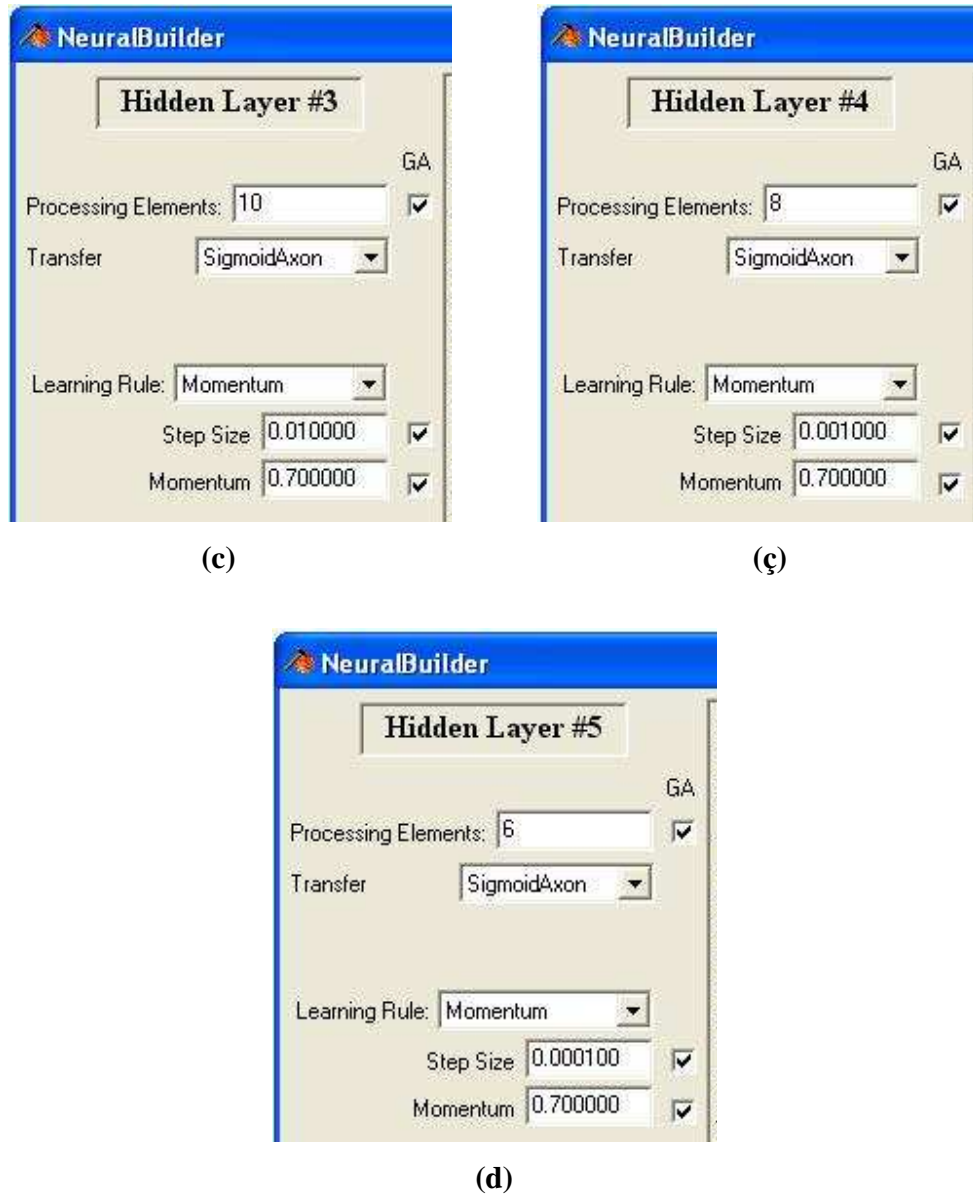 NeuralBuilder
Hidden Layer #3
GA
Processing Elements: 10
Transfer SigmoidAxon
Learning Rule: Momentum
Step Size 0.010000
Momentum 0.700000
(c)
NeuralBuilder
Hidden Layer #4
GA
Processing Elements: 8
Transfer SigmoidAxon
Learning Rule: Momentum
Step Size 0.001000
Momentum 0.700000
(ç)
NeuralBuilder
Hidden Layer #5
GA
Processing Elements: 6
Transfer SigmoidAxon
Learning Rule: Momentum
Step Size 0.000100
Momentum 0.700000
(d)